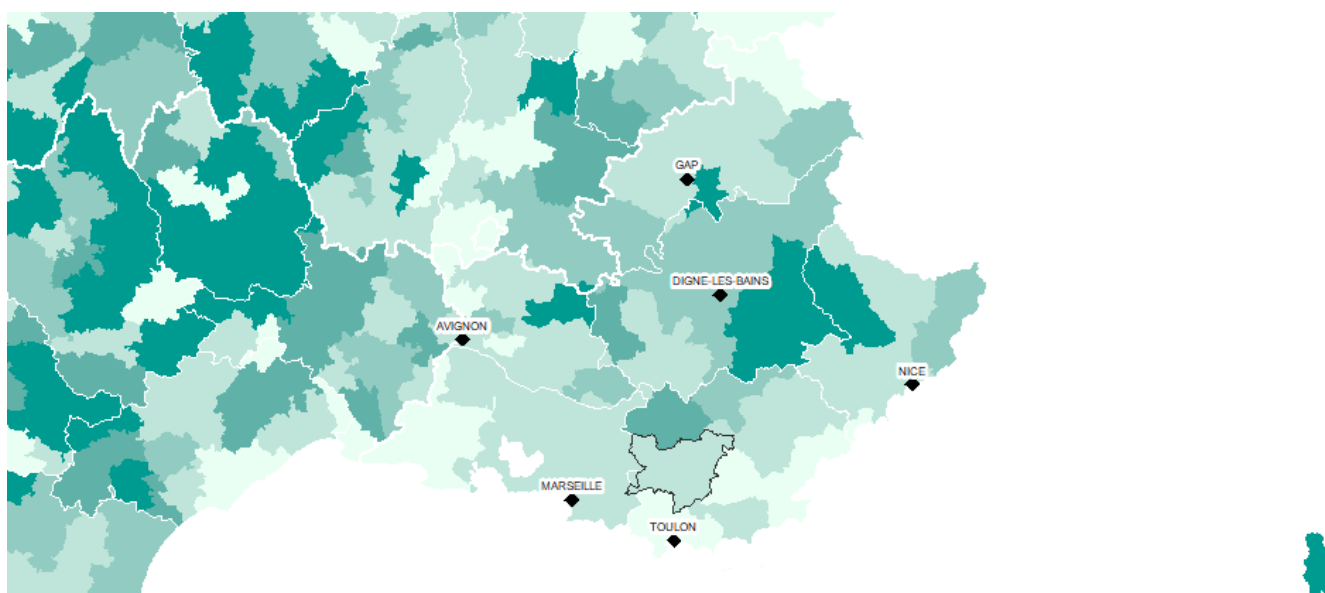 GAP
DIGNE-LES-BAINS
AVIGNON
NICE
MARSEILLE
TOULON